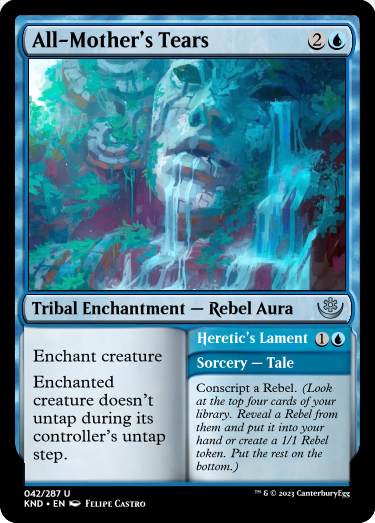 All-Mother's Tears 2
Tribal Enchantment — Rebel Aura
Enchant creature
Enchanted
creature doesn't
untap during its
controller's untap
step.
Heretic's Lament 1
Sorcery — Tale
Conscript a Rebel. (Look
at the top four cards of your
library. Reveal a Rebel from
them and put it into your
hand or create a 1/1 Rebel
token. Put the rest on the
bottom.)
042/287 U
KND • EN Felipe Castro
™ & © 2023 CanterburyEgg